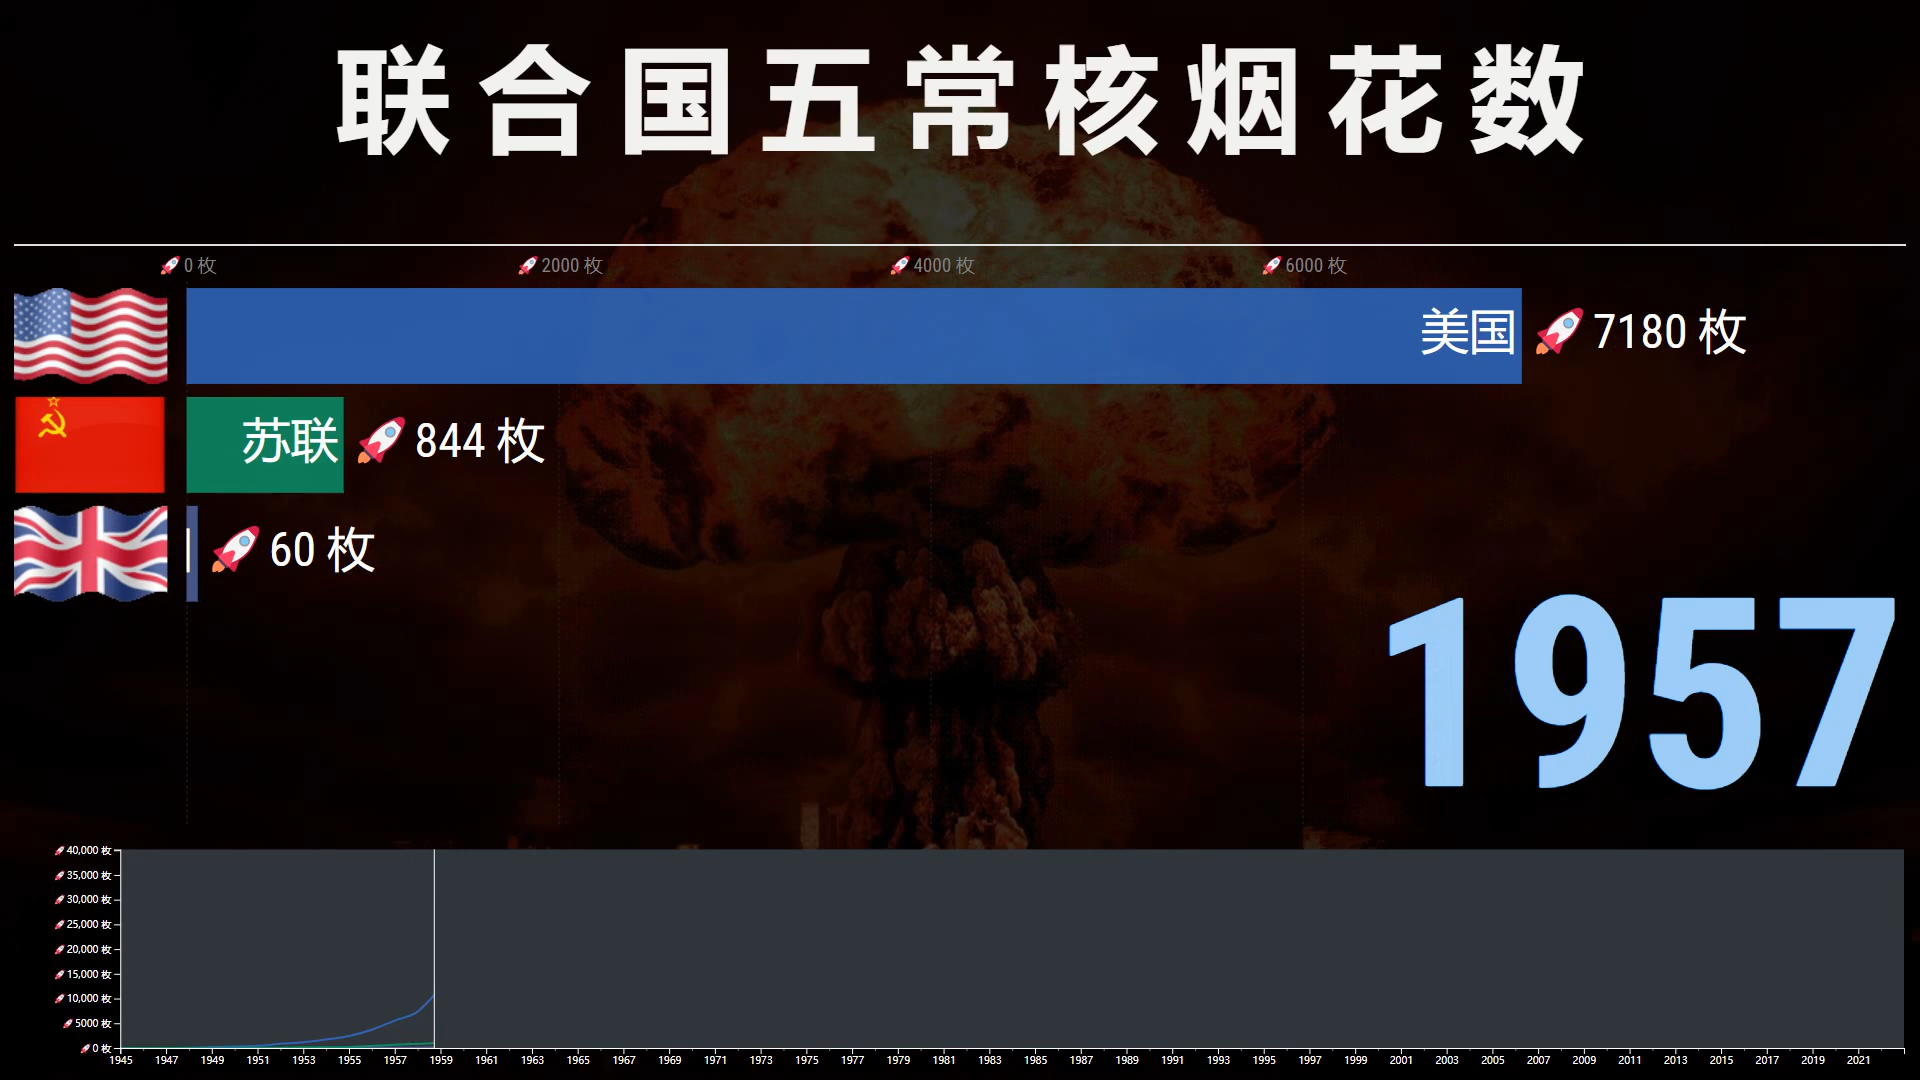 联合国五常核烟花数
0 枚 2000 枚 4000 枚 6000 枚
美国 7180 枚
苏联 844 枚
60 枚
1957
40,000 枚
35,000 枚
30,000 枚
25,000 枚
20,000 枚
15,000 枚
10,000 枚
5000 枚
0 枚
1945 1947 1949 1951 1953 1955 1957 1959 1961 1963 1965 1967 1969 1971 1973 1975 1977 1979 1981 1983 1985 1987 1989 1991 1993 1995 1997 1999 2001 2003 2005 2007 2009 2011 2013 2015 2017 2019 2021